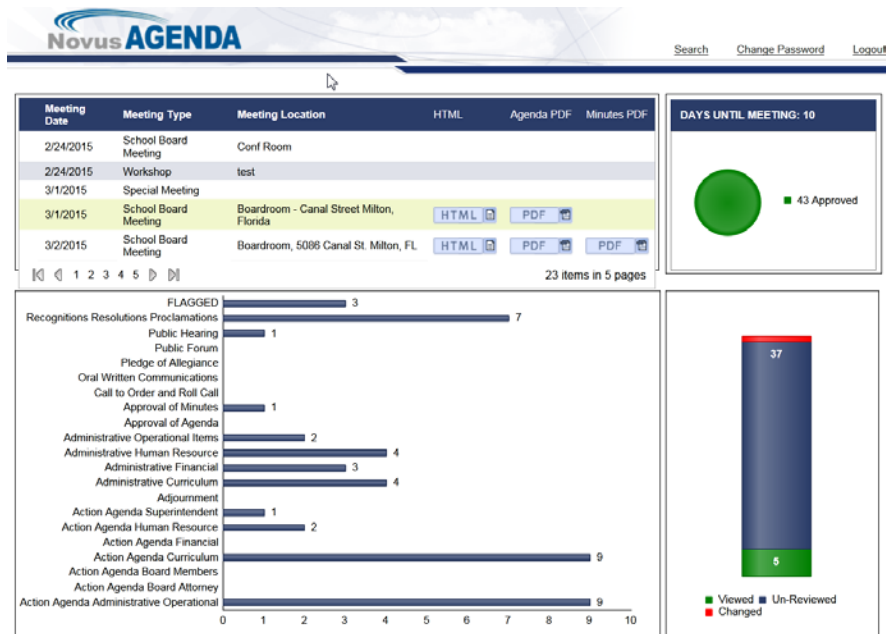 Novus AGENDA
Search Change Password Logout
Meeting Date Meeting Type Meeting Location HTML Agenda PDF Minutes PDF
2/24/2015 School Board Meeting Conf Room
2/24/2015 Workshop test
3/1/2015 Special Meeting
3/1/2015 School Board Meeting Boardroom - Canal Street Milton, Florida HTML PDF
3/2/2015 School Board Meeting Boardroom, 5086 Canal St. Milton, FL HTML PDF PDF
1 2 3 4 5 23 items in 5 pages
DAYS UNTIL MEETING: 10
43 Approved
FLAGGED 3
Recognitions Resolutions Proclamations 7
Public Hearing 1
Public Forum
Pledge of Allegiance
Oral Written Communications
Call to Order and Roll Call
Approval of Minutes 1
Approval of Agenda
Administrative Operational Items 2
Administrative Human Resource 4
Administrative Financial 3
Administrative Curriculum 4
Adjournment
Action Agenda Superintendent 1
Action Agenda Human Resource 2
Action Agenda Financial
Action Agenda Curriculum 9
Action Agenda Board Members
Action Agenda Board Attorney
Action Agenda Administrative Operational 9
0 1 2 3 4 5 6 7 8 9 10
37
5
Viewed Un-Reviewed
Changed